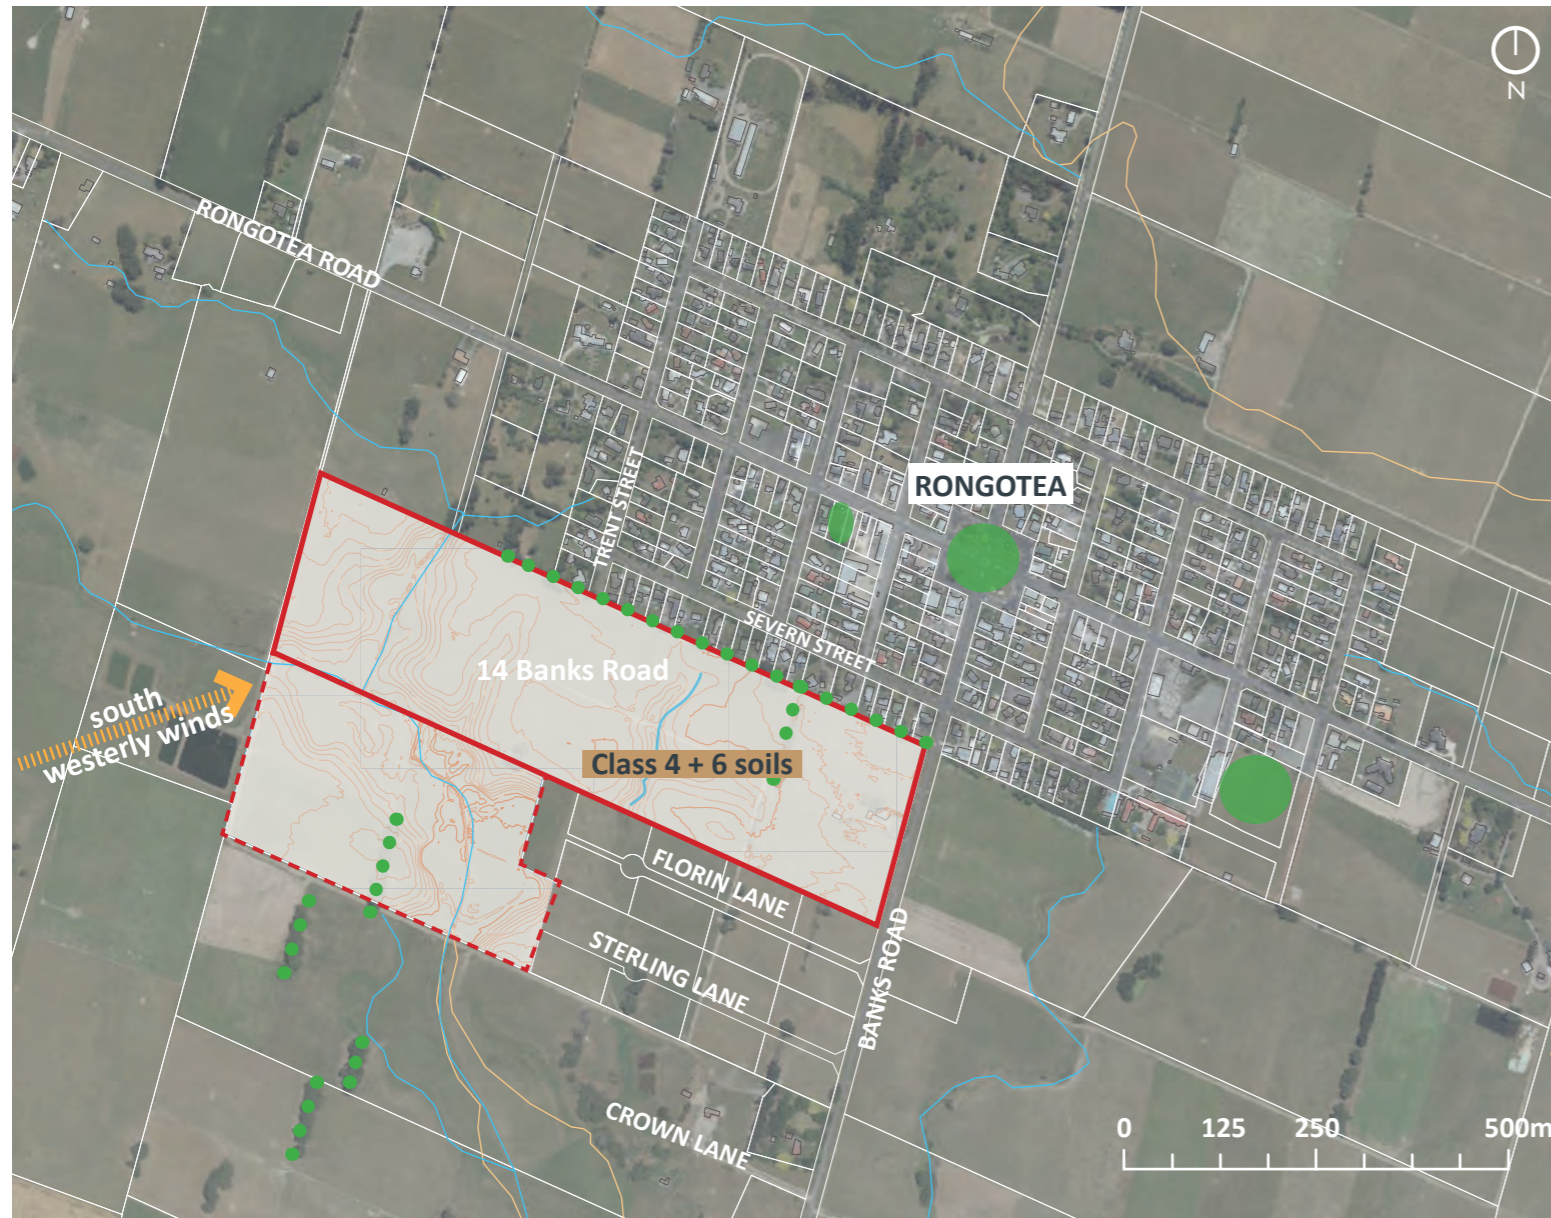 N
RONGOTEA ROAD
TRENT STREET
RONGOTEA
SEVERN STREET
14 Banks Road
south
westerly winds
Class 4 + 6 soils
FLORIN LANE
STERLING LANE
BANKS ROAD
CROWN LANE
0 125 250 500m